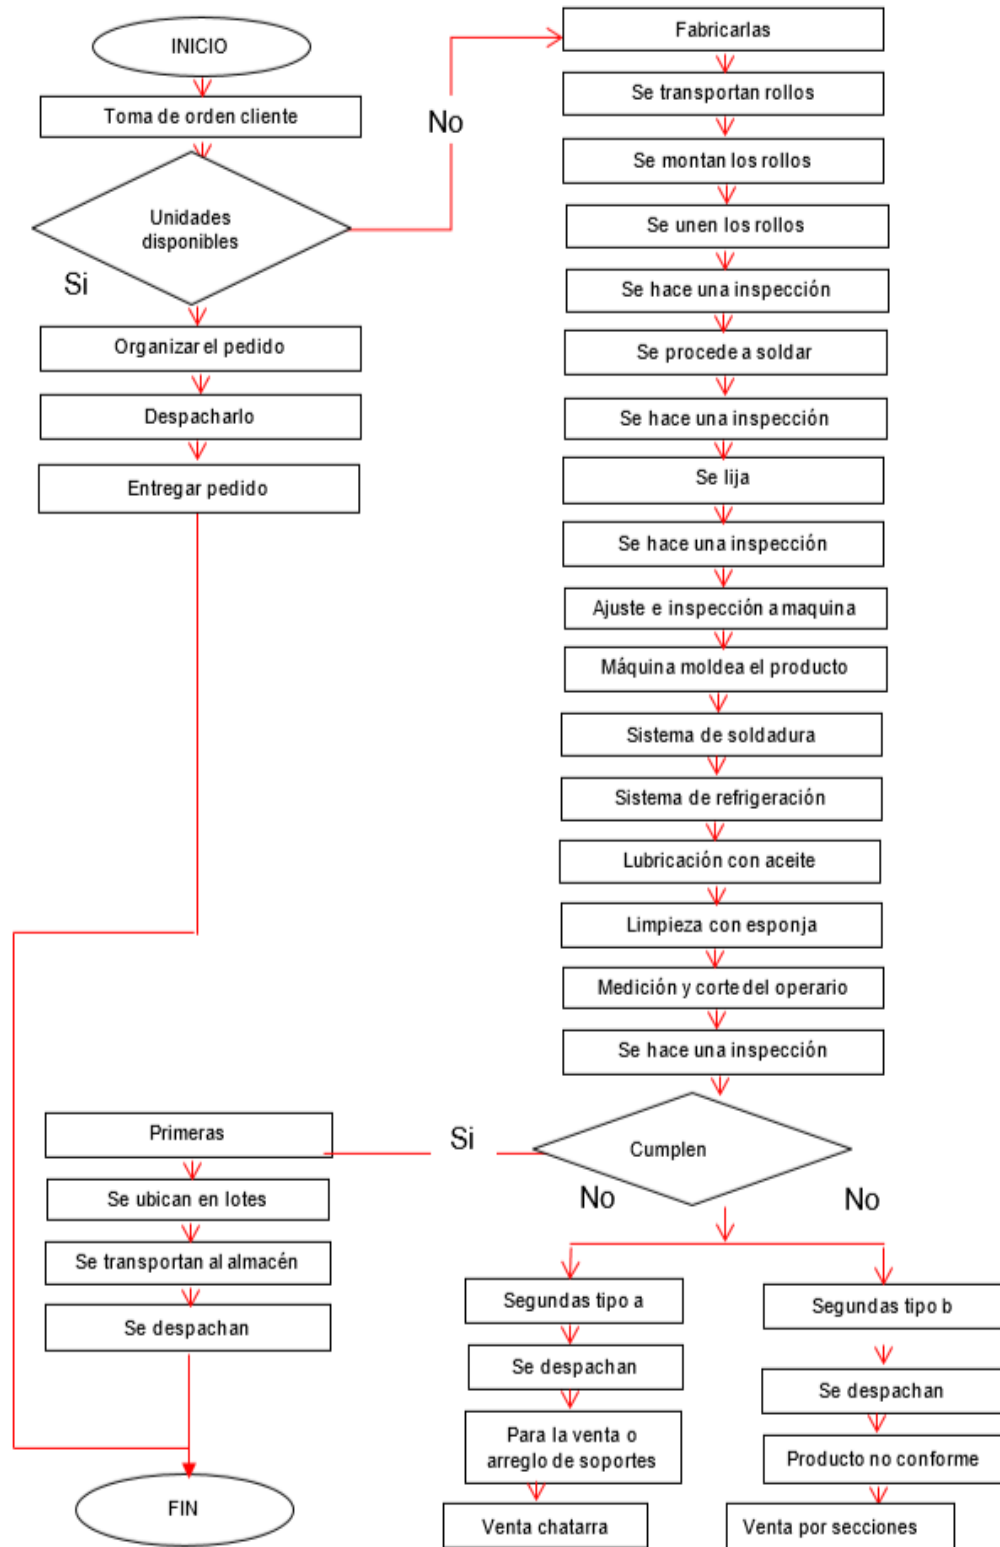 INICIO
Toma de orden cliente
Unidades
disponibles
No
Si
Organizar el pedido
Despacharlo
Entregar pedido
Fabricarlas
Se transportan rollos
Se montan los rollos
Se unen los rollos
Se hace una inspección
Se procede a soldar
Se hace una inspección
Se lija
Se hace una inspección
Ajuste e inspección a maquina
Máquina moldea el producto
Sistema de soldadura
Sistema de refrigeración
Lubricación con aceite
Limpieza con esponja
Medición y corte del operario
Se hace una inspección
Cumplen
Si
No
No
Primeras
Se ubican en lotes
Se transportan al almacén
Se despachan
FIN
Segundas tipo a
Se despachan
Para la venta o
arreglo de soportes
Venta chatarra
Segundas tipo b
Se despachan
Producto no conforme
Venta por secciones